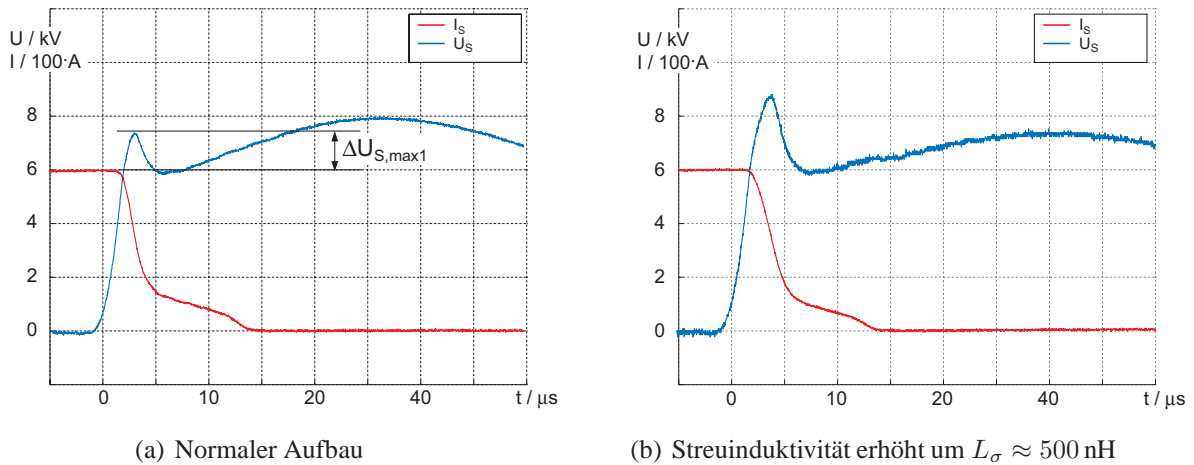 U / kV
I / 100·A
I_S
U_S
8
6
4
2
0
ΔU_S,max1
0 10 20 40 t / μs
(a) Normaler Aufbau
U / kV
I / 100·A
I_S
U_S
8
6
4
2
0
0 10 20 40 t / μs
(b) Streuinduktivität erhöht um L_σ ≈ 500 nH